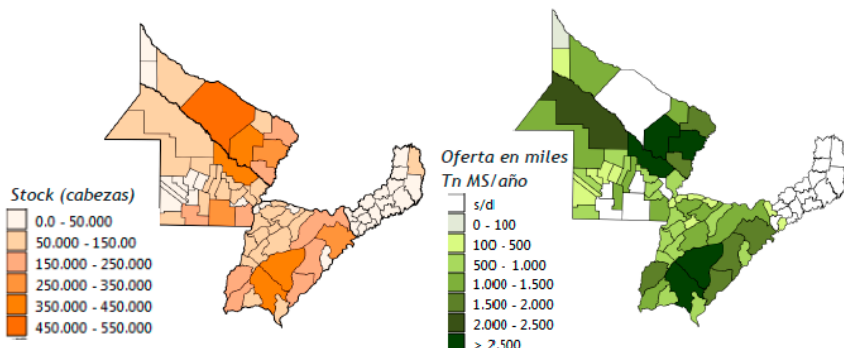 Stock (cabezas)
0.0 - 50.000
50.000 - 150.00
150.000 - 250.000
250.000 - 350.000
350.000 - 450.000
450.000 - 550.000
Oferta en miles
Tn MS/año
s/d
0 - 100
100 - 500
500 - 1.000
1.000 - 1.500
1.500 - 2.000
2.000 - 2.500
> 2.500